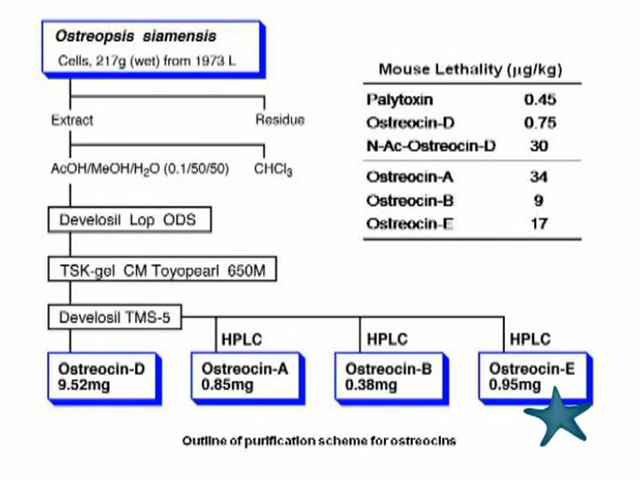 Ostreopsis siamensis
Cells, 217g (wet) from 1973 L
Extract
Residue
AcOH/MeOH/H₂O (0.1/50/50)
CHCl₃
Develosil Lop ODS
TSK-gel CM Toyopearl 650M
Develosil TMS-5
HPLC
HPLC
HPLC
Ostreocin-D
9.52mg
Ostreocin-A
0.85mg
Ostreocin-B
0.38mg
Ostreocin-E
0.95mg
Mouse Lethality (μg/kg)
Palytoxin 0.45
Ostreocin-D 0.75
N-Ac-Ostreocin-D 30
Ostreocin-A 34
Ostreocin-B 9
Ostreocin-E 17
Outline of purification scheme for ostreocins